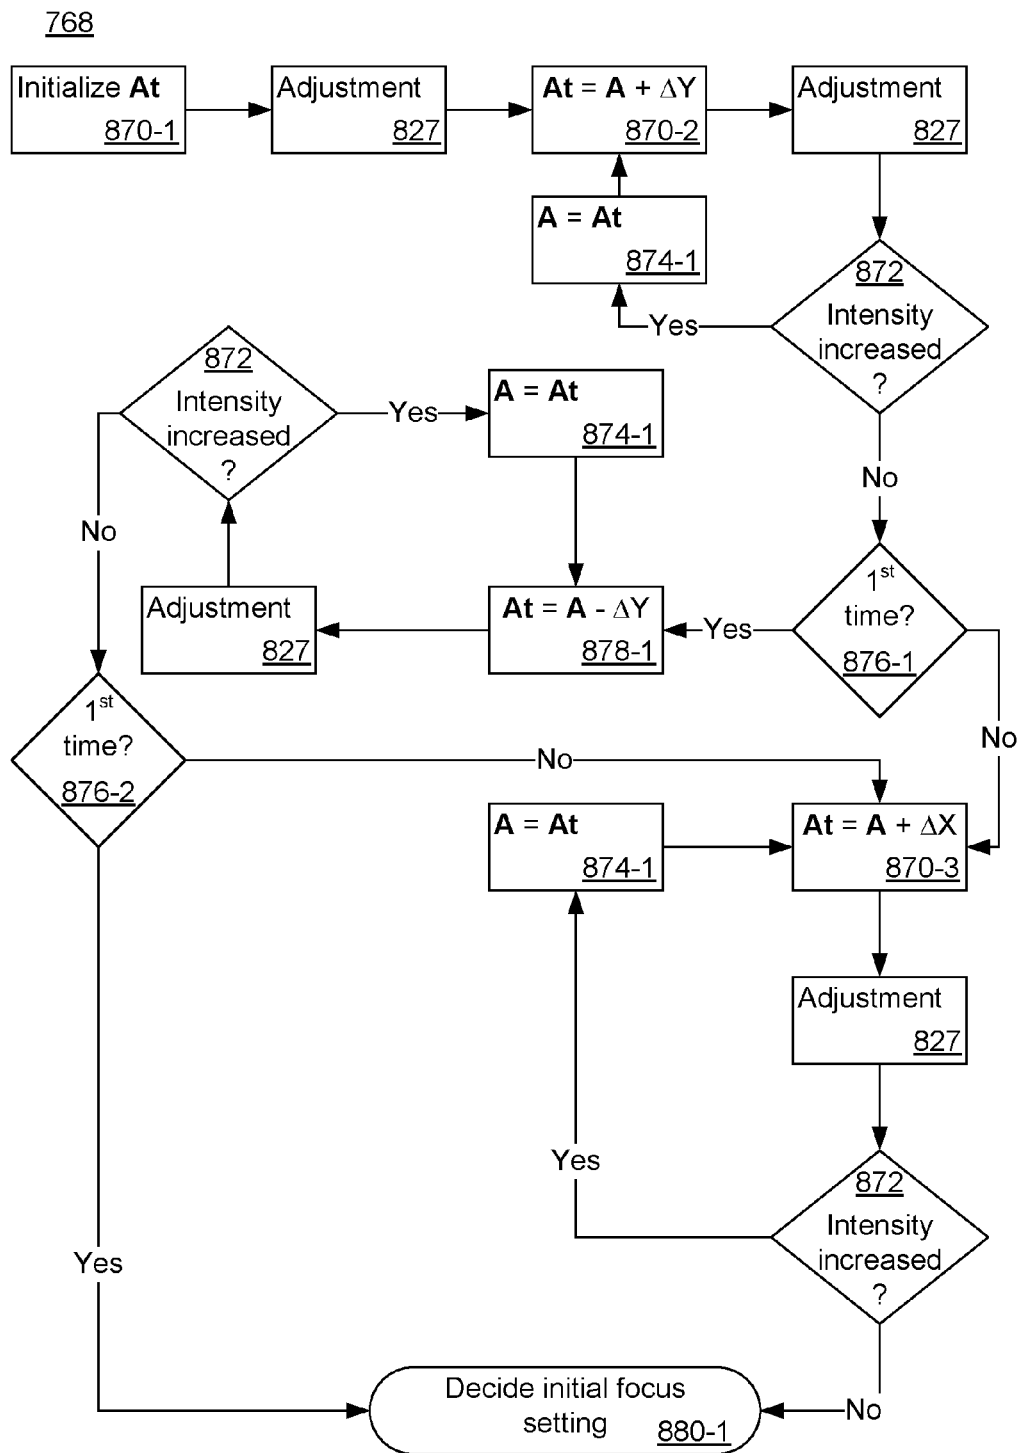 768
Initialize At
870-1
Adjustment
827
At = A + ΔY
870-2
Adjustment
827
A = At
874-1
872
Intensity
increased
?
Yes
No
872
Intensity
increased
?
Yes
A = At
874-1
No
1st
time?
876-1
Yes
No
At = A - ΔY
878-1
Adjustment
827
1st
time?
876-2
No
Yes
A = At
874-1
At = A + ΔX
870-3
Adjustment
827
872
Intensity
increased
?
Yes
No
Decide initial focus
setting
880-1